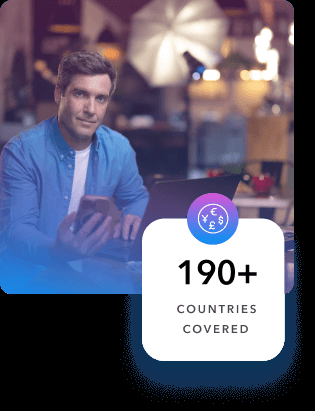 €
¥ $
£
190+
COUNTRIES
COVERED